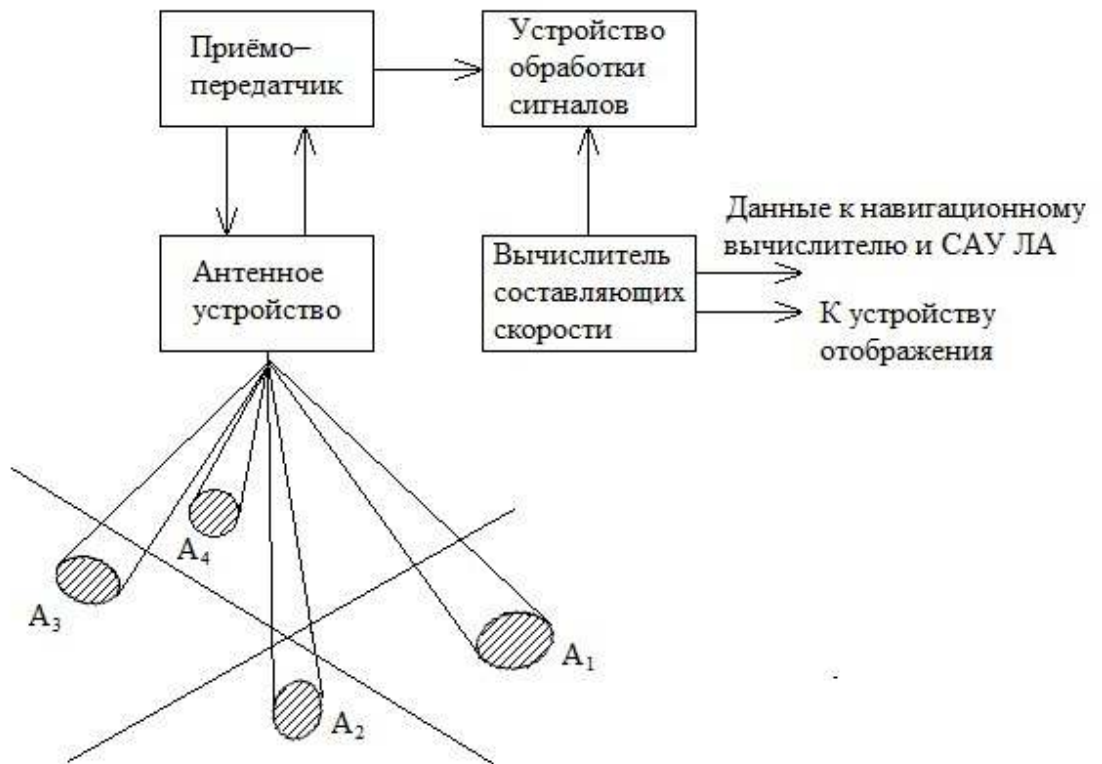 Приёмо–
передатчик
Устройство
обработки
сигналов
Данные к навигационному
вычислителю и САУ ЛА
Антенное
устройство
Вычислитель
составляющих
скорости
К устройству
отображения
A4
A3
A1
A2